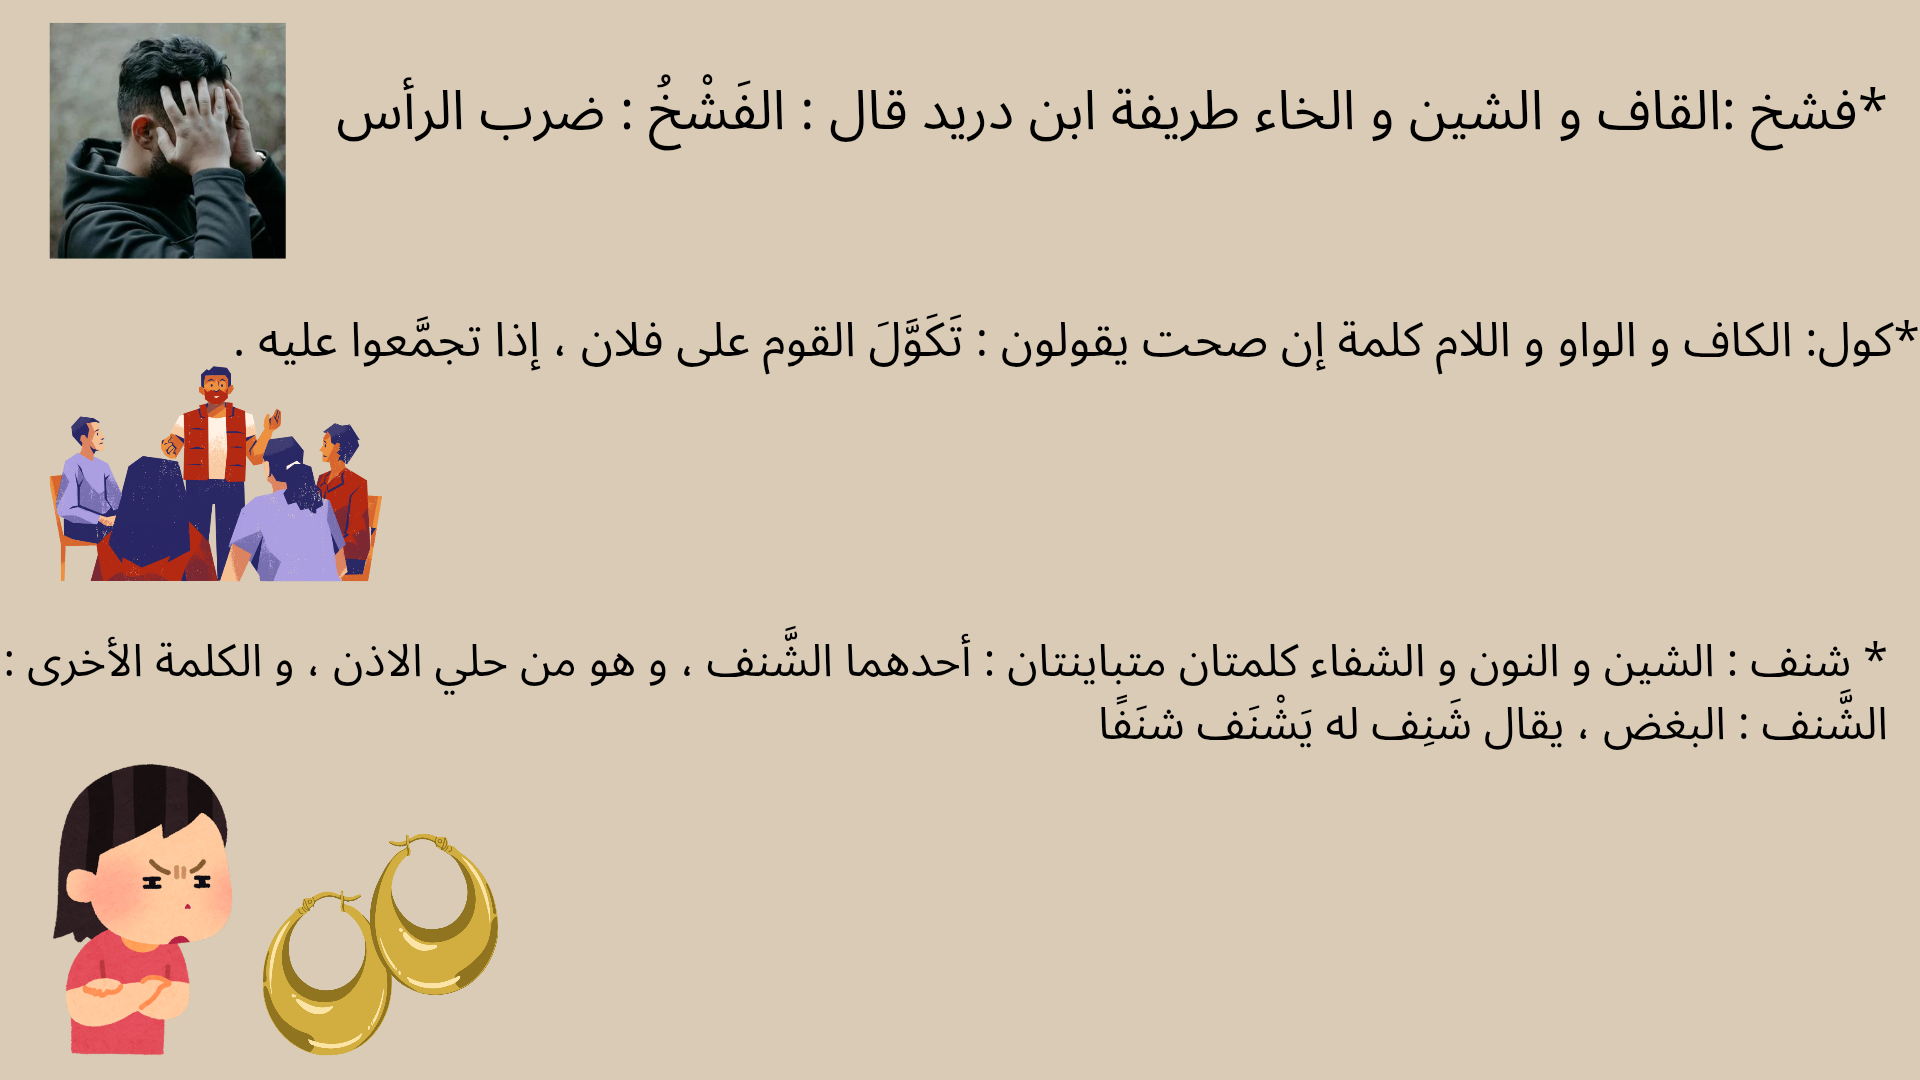 *فشخ :القاف و الشين و الخاء طريفة ابن دريد قال : الفَشْخُ : ضرب الرأس
*كول: الكاف و الواو و اللام كلمة إن صحت يقولون : تَكَوَّلَ القوم على فلان ، إذا تجمَّعوا عليه .
* شنف : الشين و النون و الشفاء كلمتان متباينتان : أحدهما الشَّنف ، و هو من حلي الاذن ، و الكلمة الأخرى :
الشَّنف : البغض ، يقال شَنِف له يَشْنَف شنَفًا